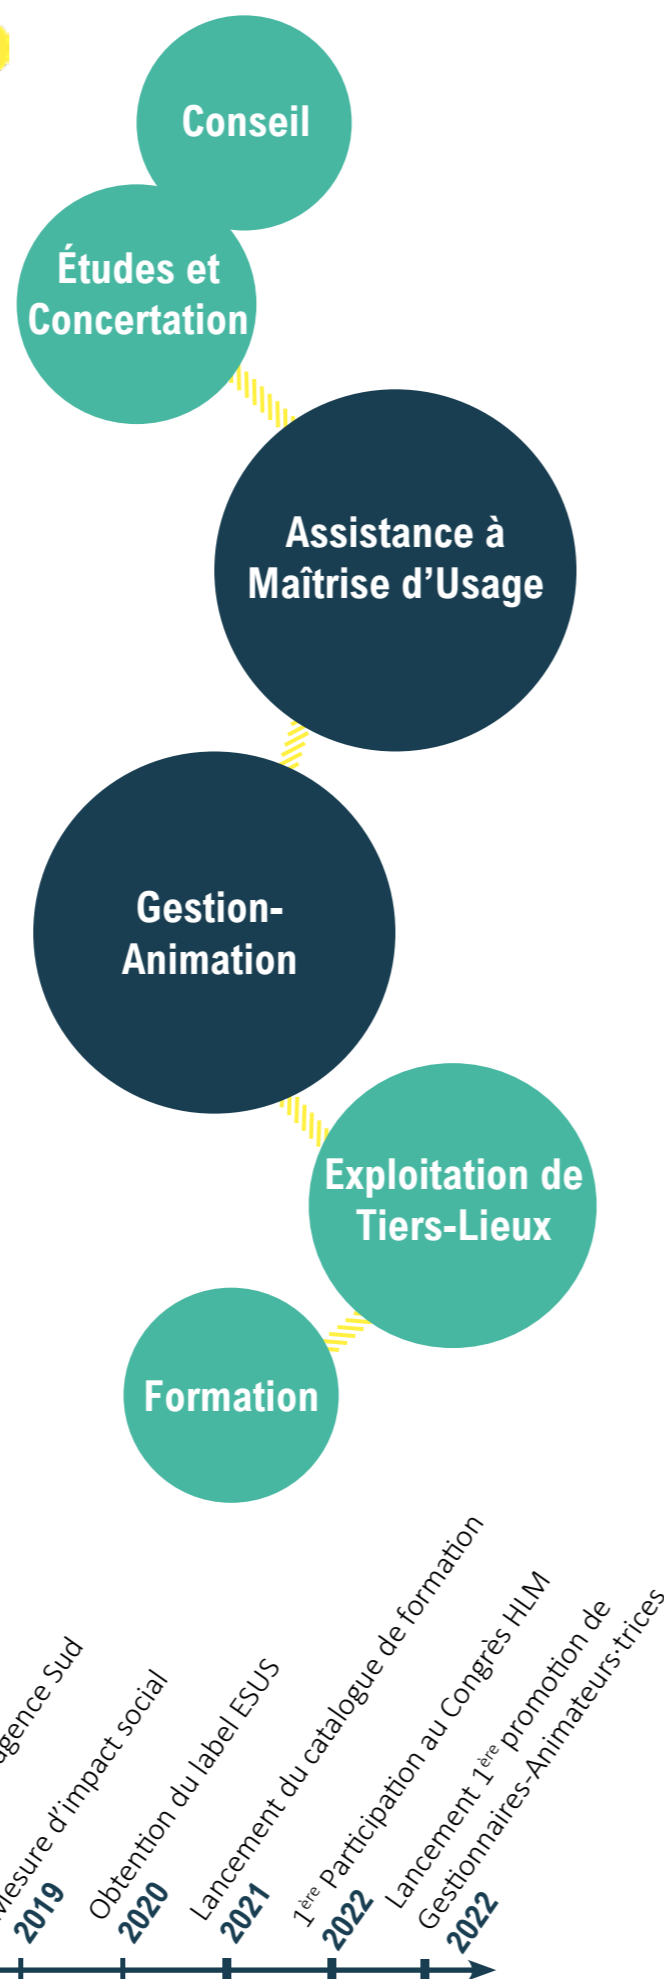 Conseil
Études et
Concertation
Assistance à
Maîtrise d’Usage
Gestion-
Animation
Exploitation de
Tiers-Lieux
Formation
agence Sud
Mesure d’impact social
2019
Obtention du label ESUS
2020
Lancement du catalogue de formation
2021
1ère Participation au Congrès HLM
2022
Lancement 1ère promotion de
Gestionnaires-Animateurs·trices
2022